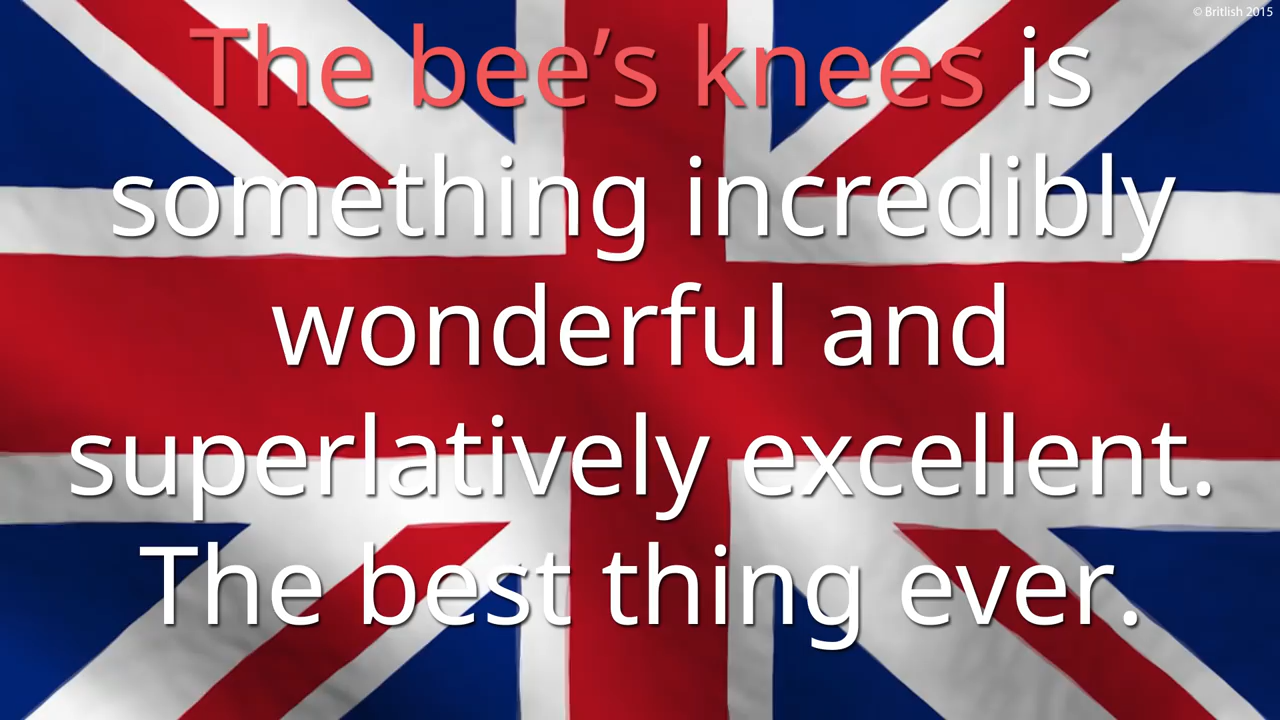 © Britlish 2015
The bee’s knees is
something incredibly
wonderful and
superlatively excellent.
The best thing ever.